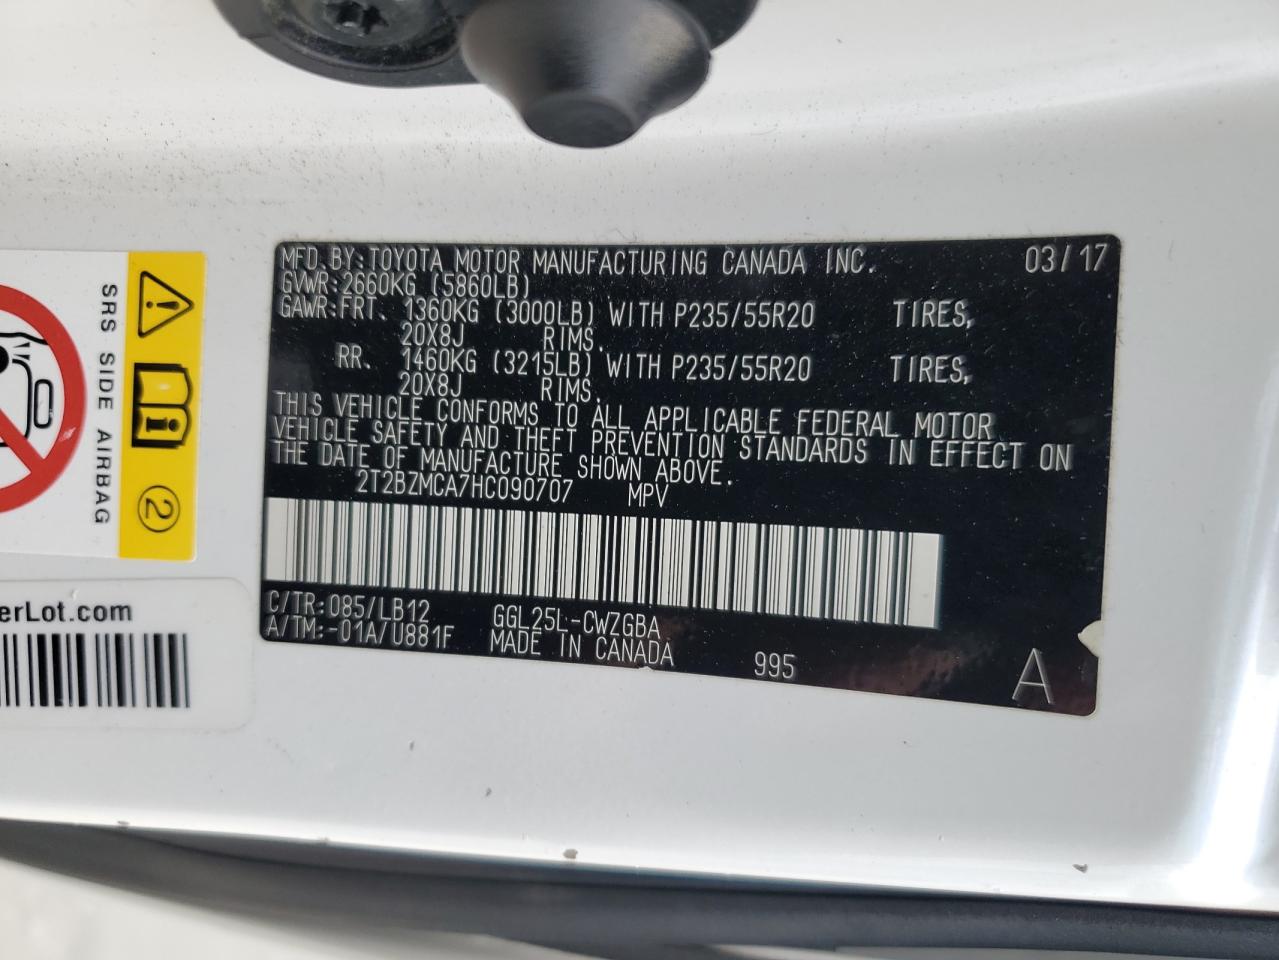 MFD.BY:TOYOTA MOTOR MANUFACTURING CANADA INC. 03/17
GVWR:2660KG (5860LB)
GAWR:FRT. 1360KG (3000LB) WITH P235/55R20 TIRES,
20X8J RIMS.
RR. 1460KG (3215LB) WITH P235/55R20 TIRES,
20X8J RIMS.
THIS VEHICLE CONFORMS TO ALL APPLICABLE FEDERAL MOTOR
VEHICLE SAFETY AND THEFT PREVENTION STANDARDS IN EFFECT ON
THE DATE OF MANUFACTURE SHOWN ABOVE.
2T2BZMCA7HC090707 MPV
C/TR:085/LB12 GGL25L-CWZGBA
A/TM:-01A/U881F MADE IN CANADA 995 A
SRS SIDE AIRBAG
2
erLot.com